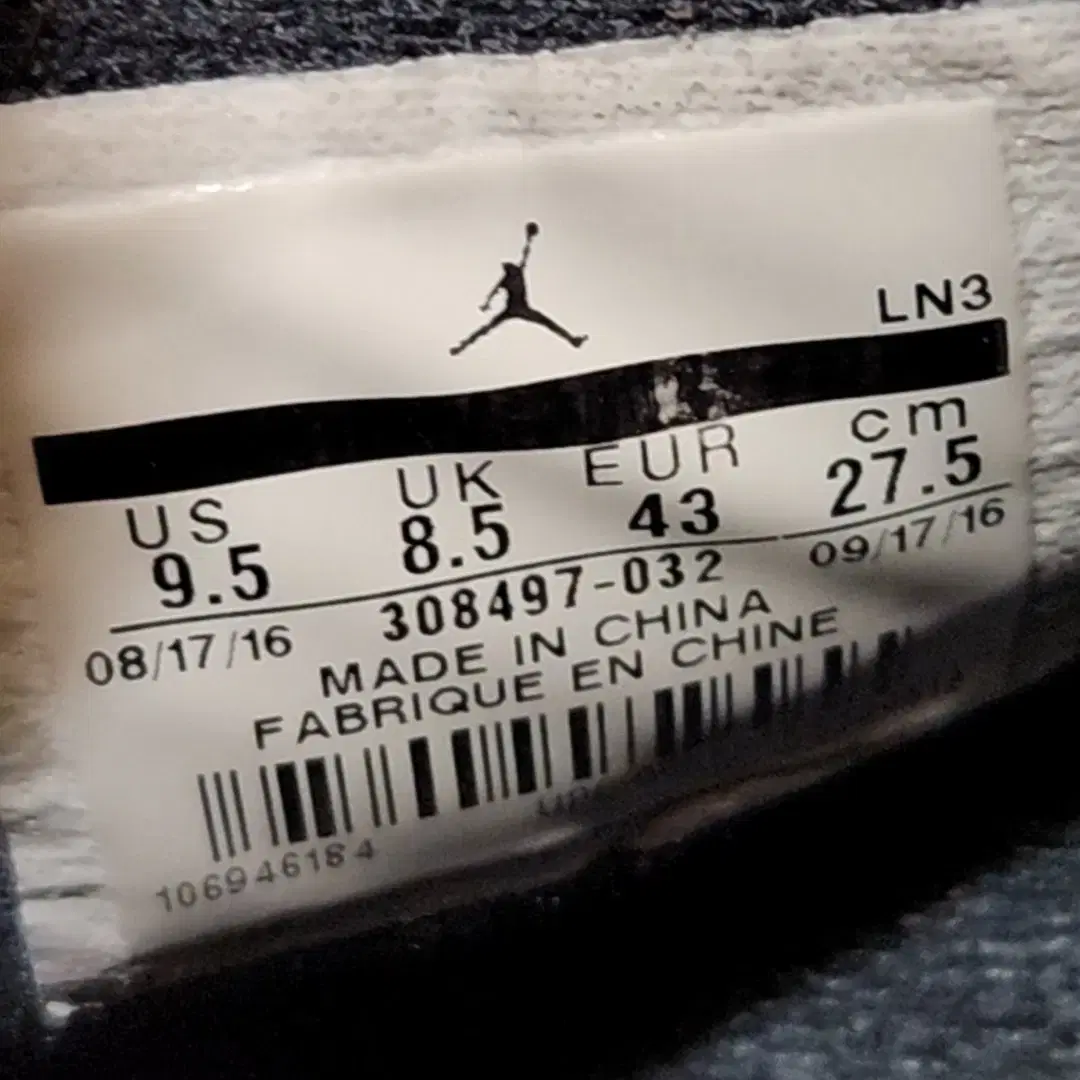 LN3
US UK EUR cm
9.5 8.5 43 27.5
08/17/16 308497-032 09/17/16
MADE IN CHINA
FABRIQUE EN CHINE
106946184